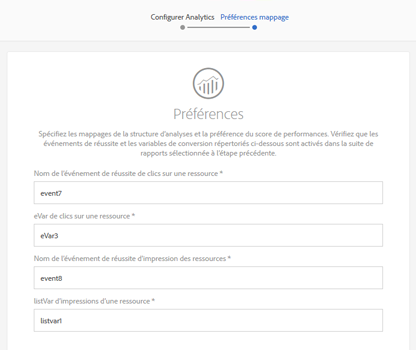 Configurer Analytics Préférences mappage
Préférences
Spécifiez les mappages de la structure d'analyses et la préférence du score de performances. Vérifiez que les
événements de réussite et les variables de conversion répertoriés ci-dessous sont activés dans la suite de
rapports sélectionnée à l'étape précédente.
Nom de l'événement de réussite de clics sur une ressource *
event7
eVar de clics sur une ressource *
eVar3
Nom de l'événement de réussite d'impression des ressources *
event8
listVar d'impressions d'une ressource *
listvar1